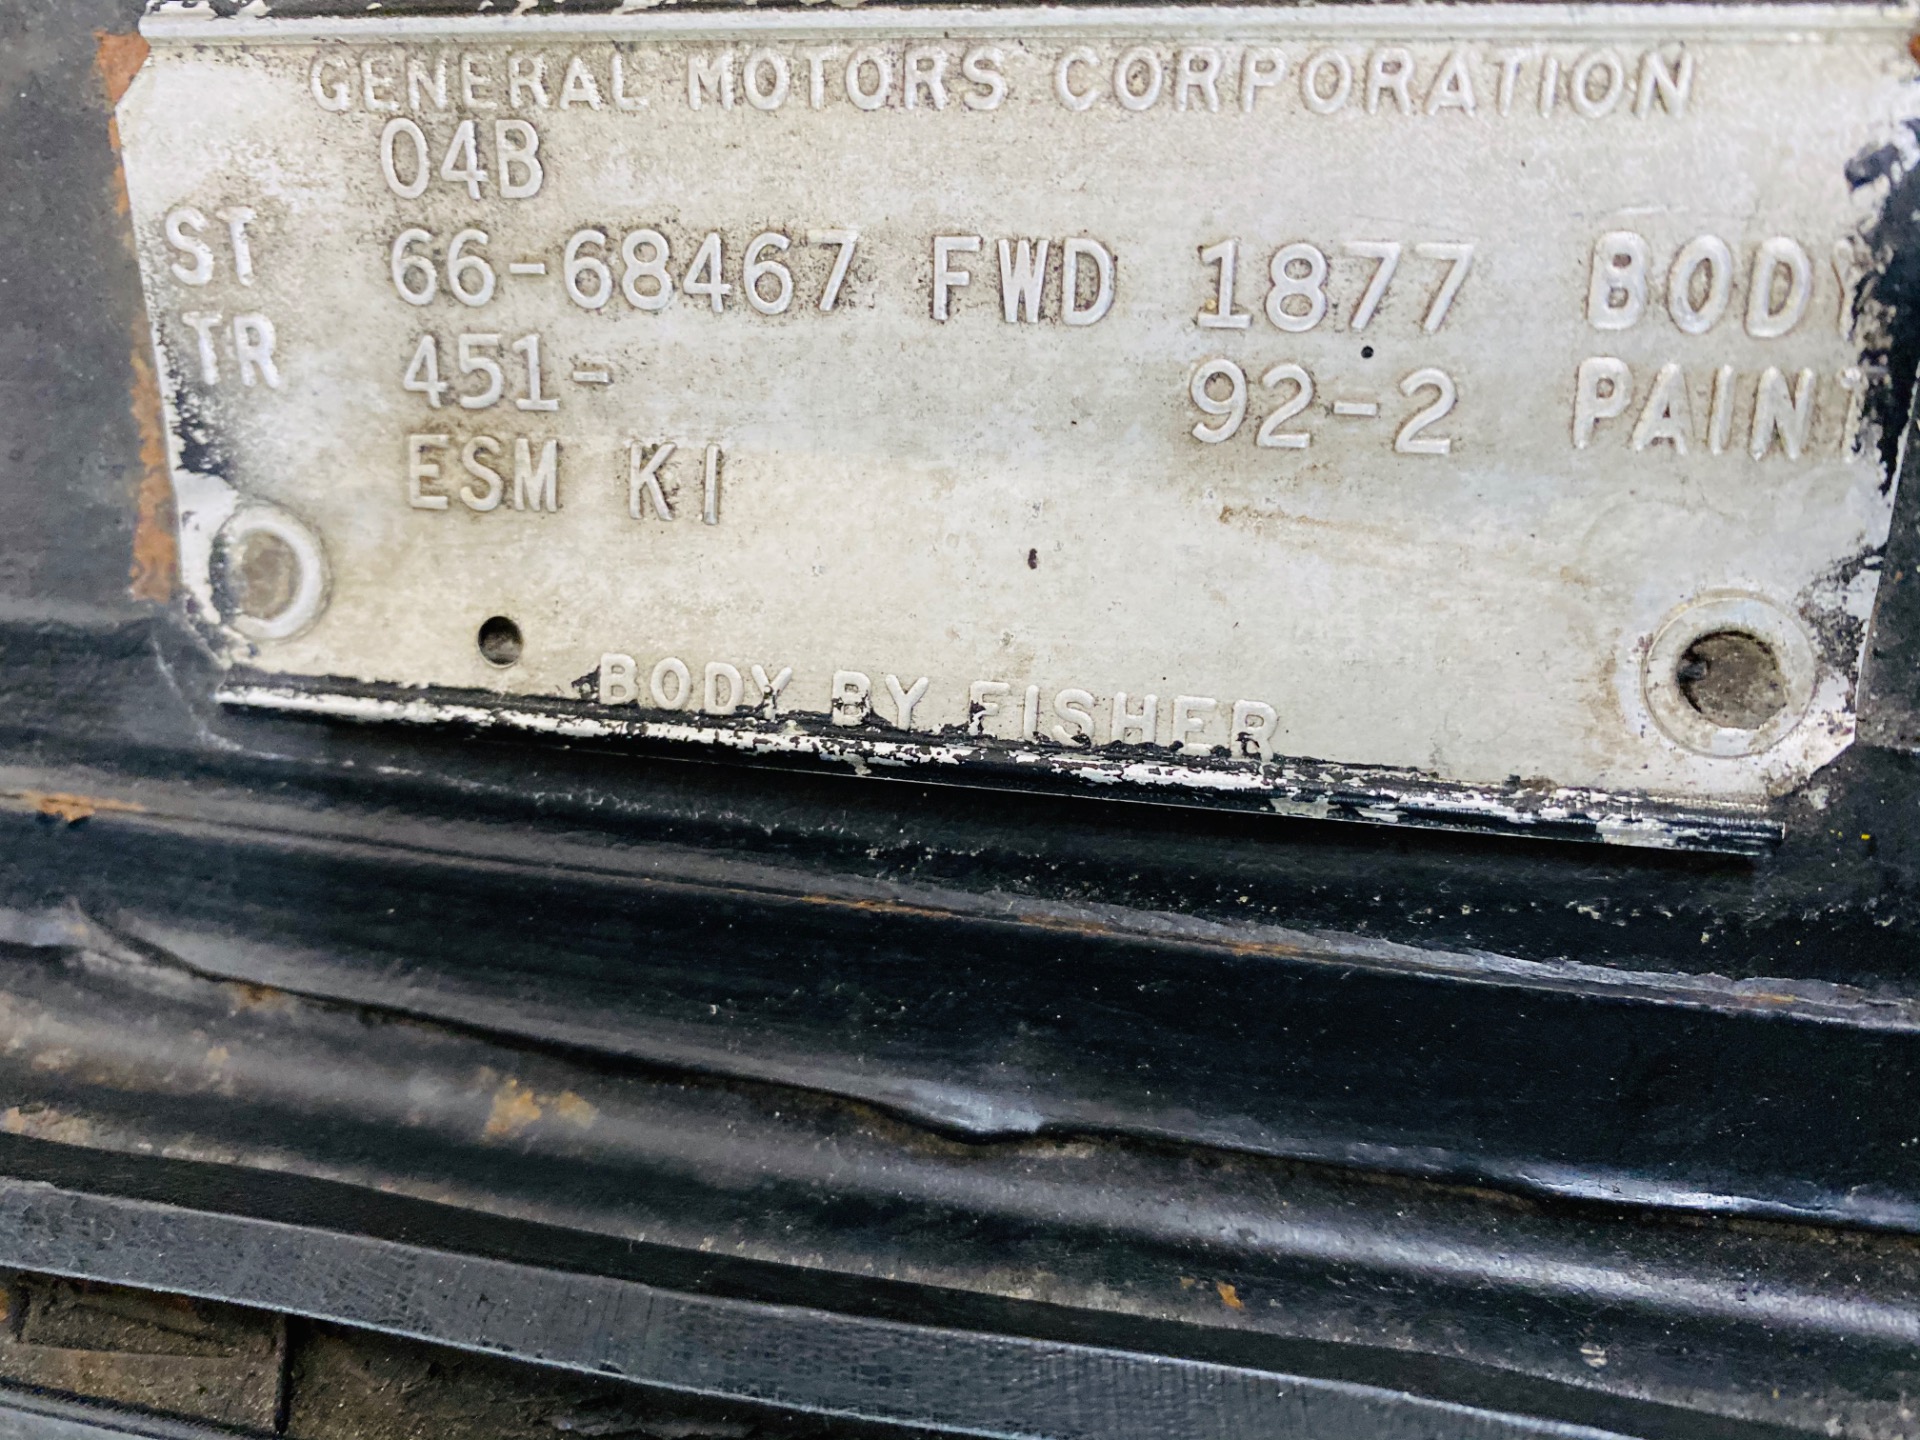 GENERAL MOTORS CORPORATION
04B
ST 66-68467 FWD 1877 BODY
TR 451- 92-2 PAINT
ESM K1
BODY BY FISHER